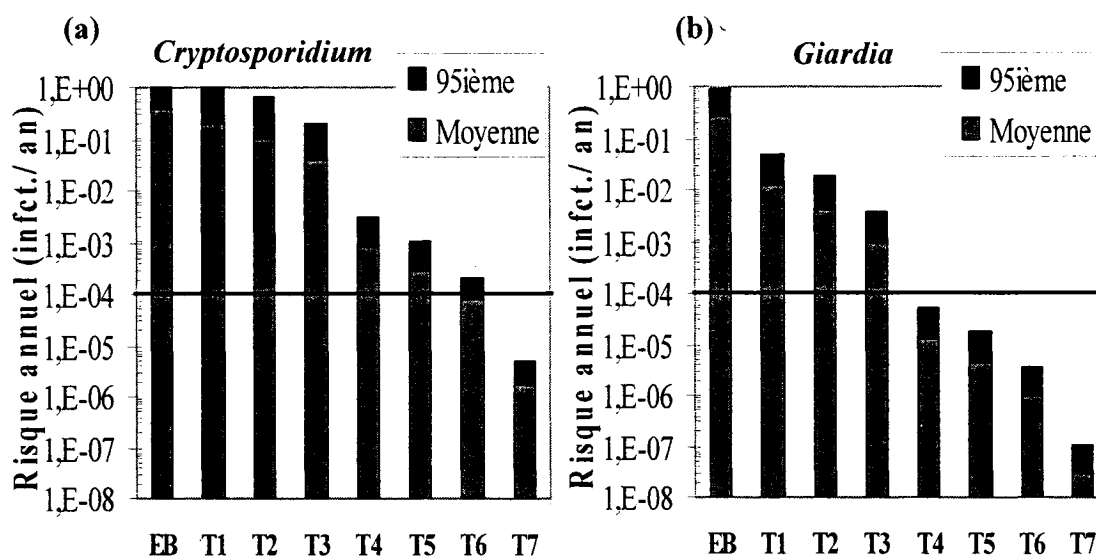 (a)
Cryptosporidium
95ième
Moyenne
Risque annuel (infct./ an)
1,E+00
1,E-01
1,E-02
1,E-03
1,E-04
1,E-05
1,E-06
1,E-07
1,E-08
EB T1 T2 T3 T4 T5 T6 T7
(b)
Giardia
95ième
Moyenne
Risque annuel (infct./ an)
1,E+00
1,E-01
1,E-02
1,E-03
1,E-04
1,E-05
1,E-06
1,E-07
1,E-08
EB T1 T2 T3 T4 T5 T6 T7